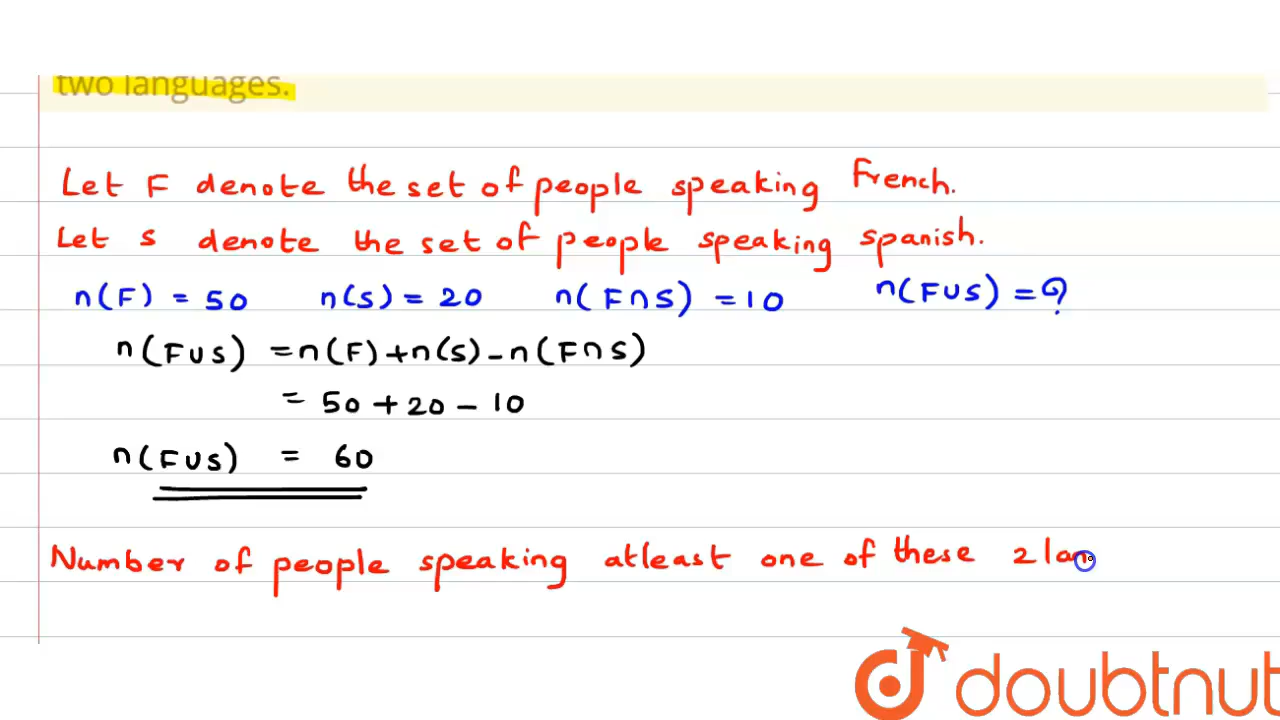 two languages.
Let F denote the set of people speaking French.
Let S denote the set of people speaking spanish.
n(F) = 50 n(S) = 20 n(F∩S) = 10 n(F∪S) = ?
n(F∪S) = n(F) + n(S) - n(F∩S)
= 50 + 20 - 10
n(F∪S) = 60
Number of people speaking atleast one of these 2 lan
doubtnut